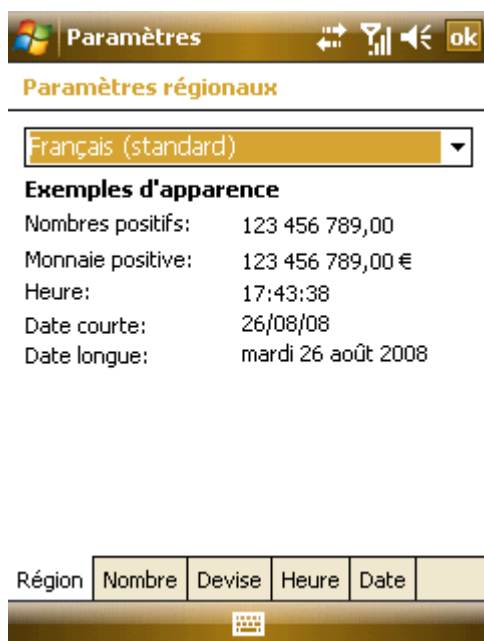 Paramètres ok
Paramètres régionaux
Français (standard)
Exemples d'apparence
Nombres positifs: 123 456 789,00
Monnaie positive: 123 456 789,00 €
Heure: 17:43:38
Date courte: 26/08/08
Date longue: mardi 26 août 2008
Région Nombre Devise Heure Date